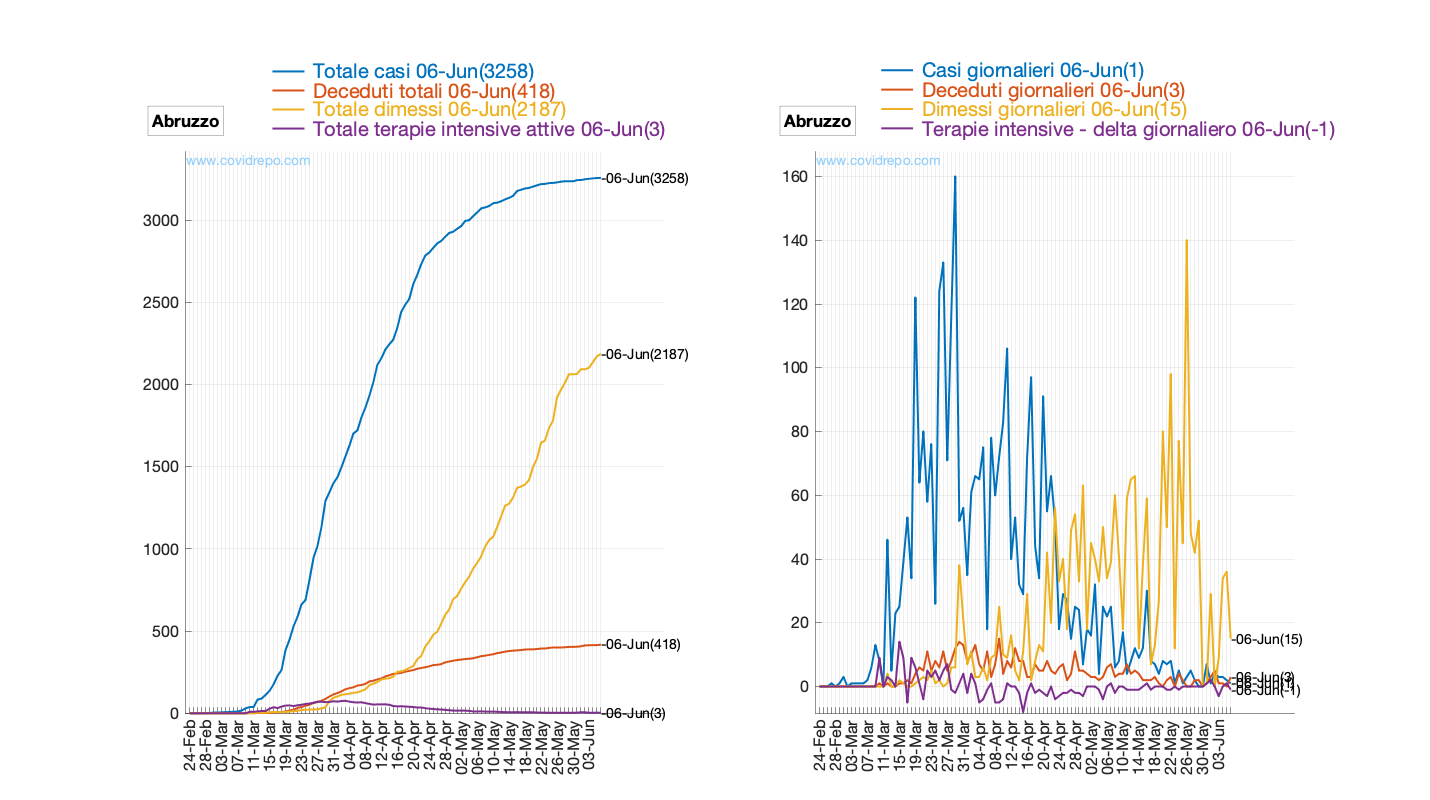 Totale casi 06-Jun(3258)
Deceduti totali 06-Jun(418)
Totale dimessi 06-Jun(2187)
Totale terapie intensive attive 06-Jun(3)
Abruzzo
www.covidrepo.com
3000
2500
2000
1500
1000
500
0
-06-Jun(3258)
-06-Jun(2187)
-06-Jun(418)
-06-Jun(3)
24-Feb
28-Feb
03-Mar
07-Mar
11-Mar
15-Mar
19-Mar
23-Mar
27-Mar
31-Mar
04-Apr
08-Apr
12-Apr
16-Apr
20-Apr
24-Apr
28-Apr
02-May
06-May
10-May
14-May
18-May
22-May
26-May
30-May
03-Jun
Casi giornalieri 06-Jun(1)
Deceduti giornalieri 06-Jun(3)
Dimessi giornalieri 06-Jun(15)
Terapie intensive - delta giornaliero 06-Jun(-1)
Abruzzo
www.covidrepo.com
160
140
120
100
80
60
40
20
0
-06-Jun(15)
-06-Jun(3)
-06-Jun(-1)
24-Feb
28-Feb
03-Mar
07-Mar
11-Mar
15-Mar
19-Mar
23-Mar
27-Mar
31-Mar
04-Apr
08-Apr
12-Apr
16-Apr
20-Apr
24-Apr
28-Apr
02-May
06-May
10-May
14-May
18-May
22-May
26-May
30-May
03-Jun